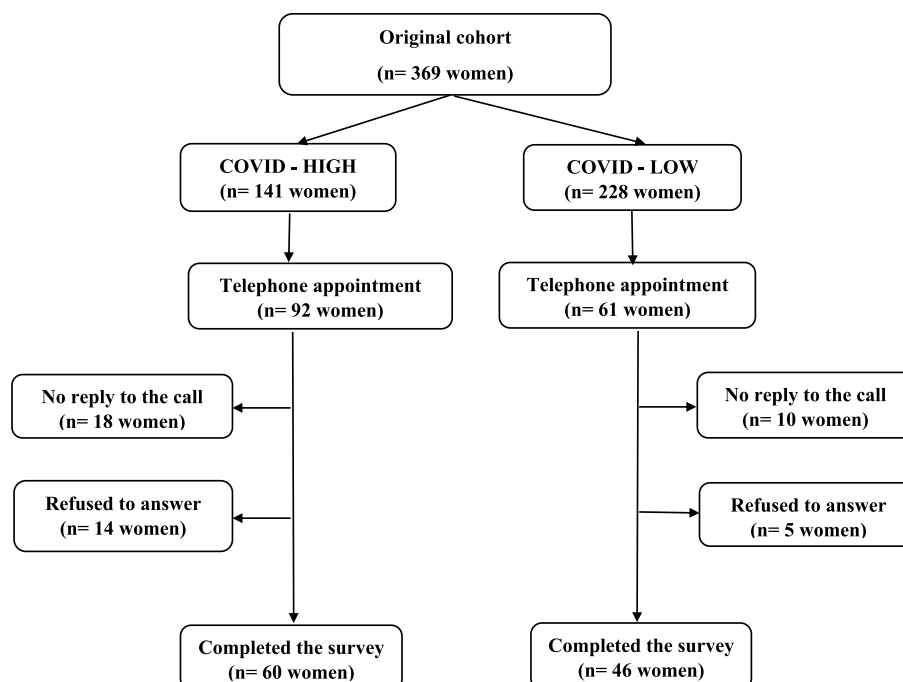 Original cohort
(n= 369 women)
COVID - HIGH
(n= 141 women)
COVID - LOW
(n= 228 women)
Telephone appointment
(n= 92 women)
Telephone appointment
(n= 61 women)
No reply to the call
(n= 18 women)
No reply to the call
(n= 10 women)
Refused to answer
(n= 14 women)
Refused to answer
(n= 5 women)
Completed the survey
(n= 60 women)
Completed the survey
(n= 46 women)